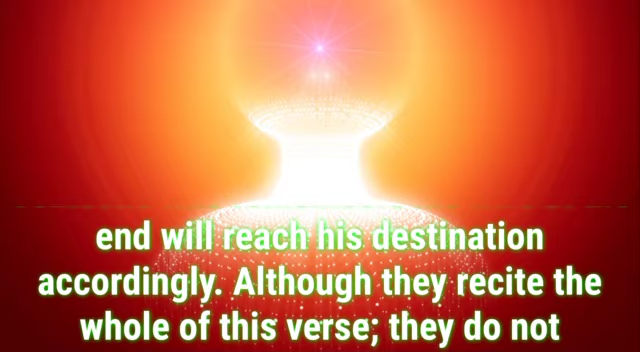 end will reach his destination
accordingly. Although they recite the
whole of this verse; they do not